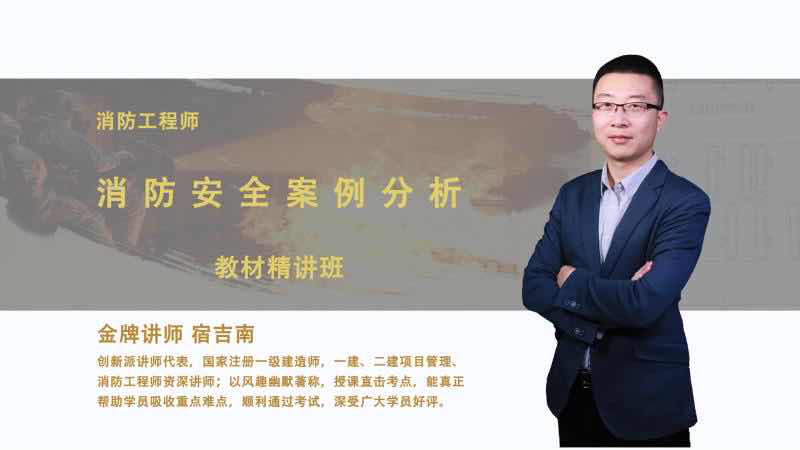 消防工程师
消防安全案例分析
教材精讲班
金牌讲师 宿吉南
创新派讲师代表，国家注册一级建造师，一建、二建项目管理、
消防工程师资深讲师；以风趣幽默著称，授课直击考点，能真正
帮助学员吸收重点难点，顺利通过考试，深受广大学员好评。